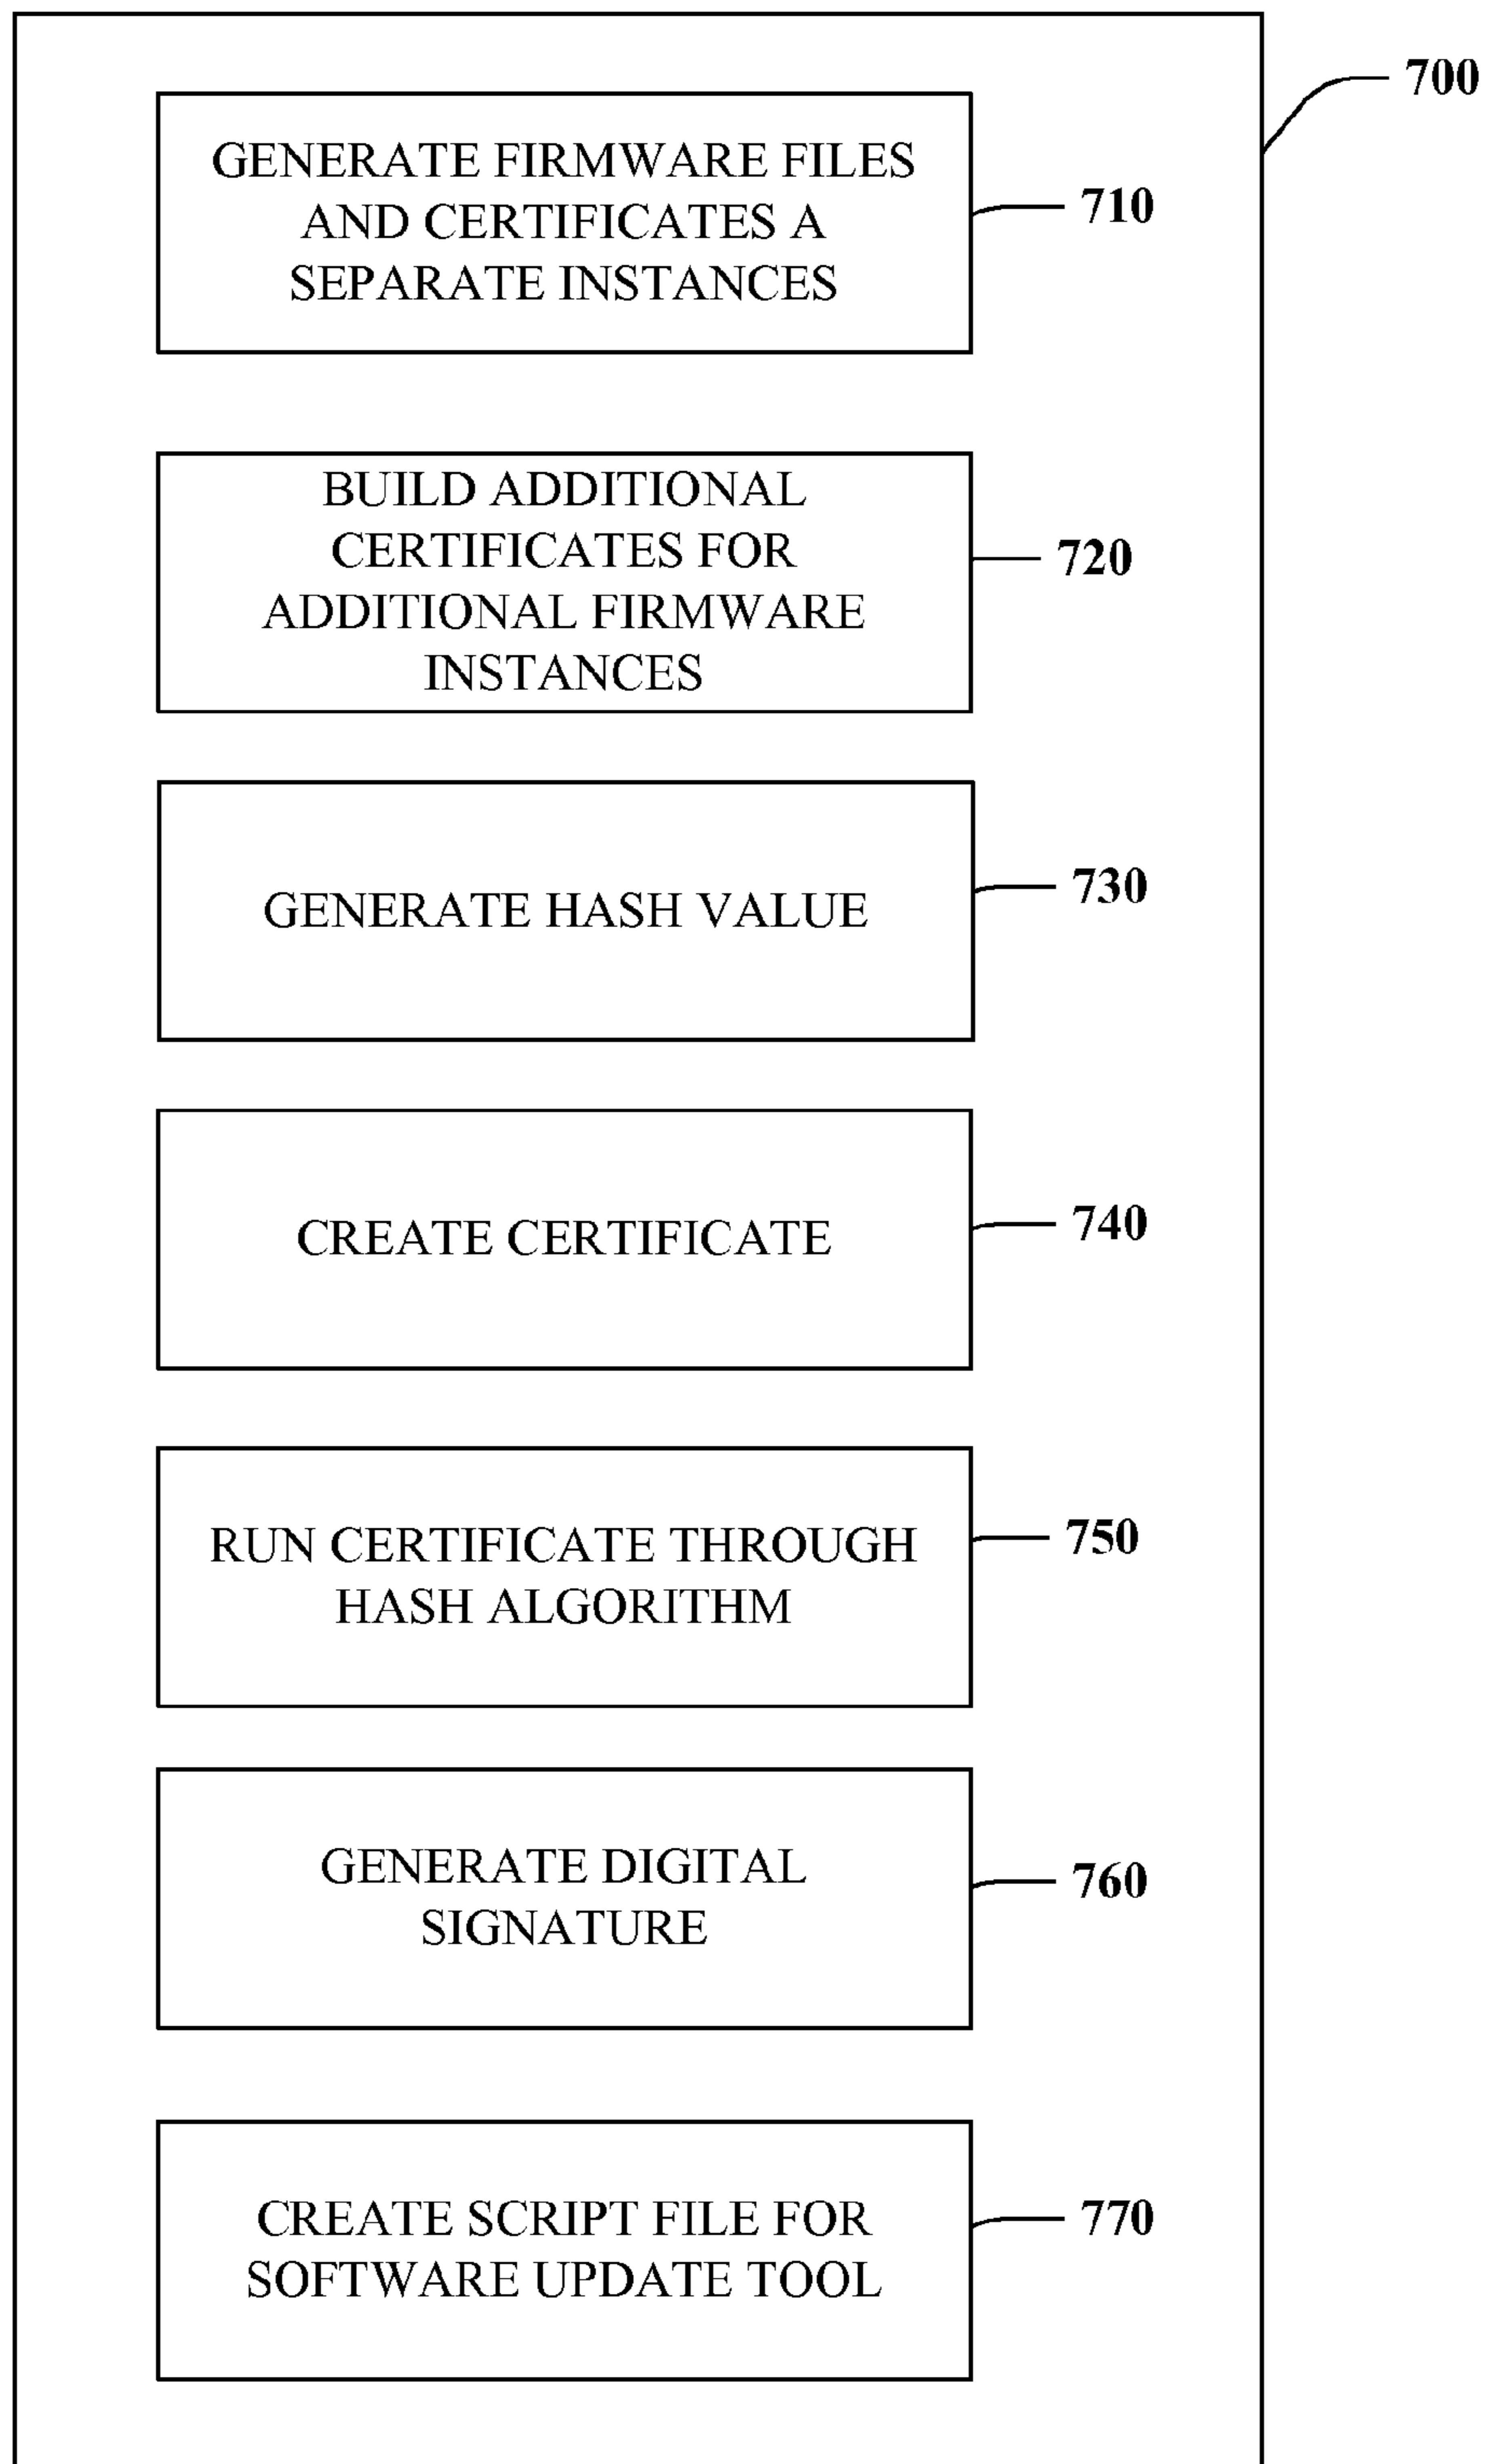 700
GENERATE FIRMWARE FILES
AND CERTIFICATES A
SEPARATE INSTANCES
710
BUILD ADDITIONAL
CERTIFICATES FOR
ADDITIONAL FIRMWARE
INSTANCES
720
GENERATE HASH VALUE
730
CREATE CERTIFICATE
740
RUN CERTIFICATE THROUGH
HASH ALGORITHM
750
GENERATE DIGITAL
SIGNATURE
760
CREATE SCRIPT FILE FOR
SOFTWARE UPDATE TOOL
770